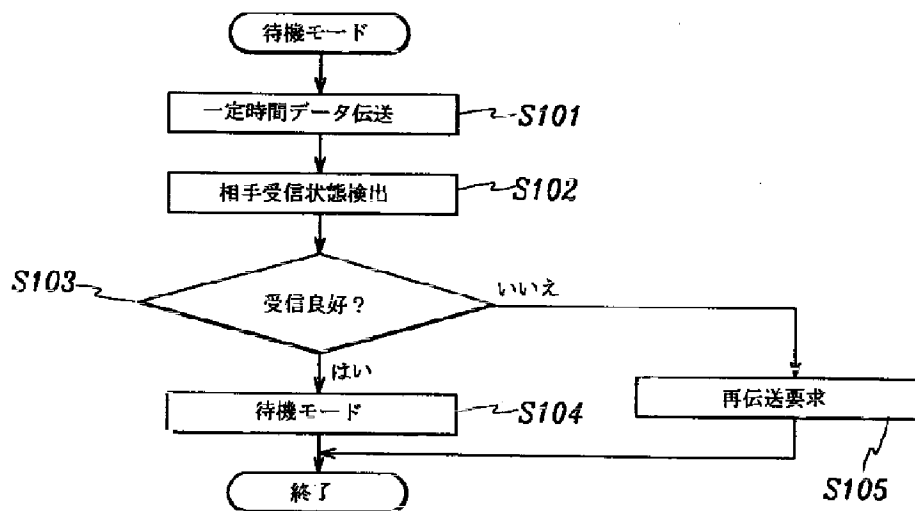 待機モード
一定時間データ伝送
S101
相手受信状態検出
S102
S103
受信良好?
いいえ
はい
待機モード
S104
再伝送要求
S105
終了